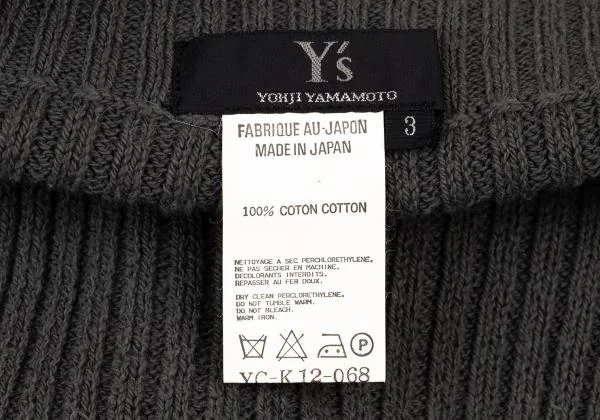 Y's
YOHJI YAMAMOTO
3
FABRIQUE AU·JAPON
MADE IN JAPAN
100% COTON COTTON
NETTOYAGE A SEC PERCHLORETHYLENE.
NE PAS SECHER EN MACHINE.
DECOLORANTS INTERDITS.
REPASSER AU FER DOUX.
DRY CLEAN PERCLORETHYLENE.
DO NOT TUMBLE WARM.
DO NOT BLEACH.
WARM IRON.
P
YC-K12-068